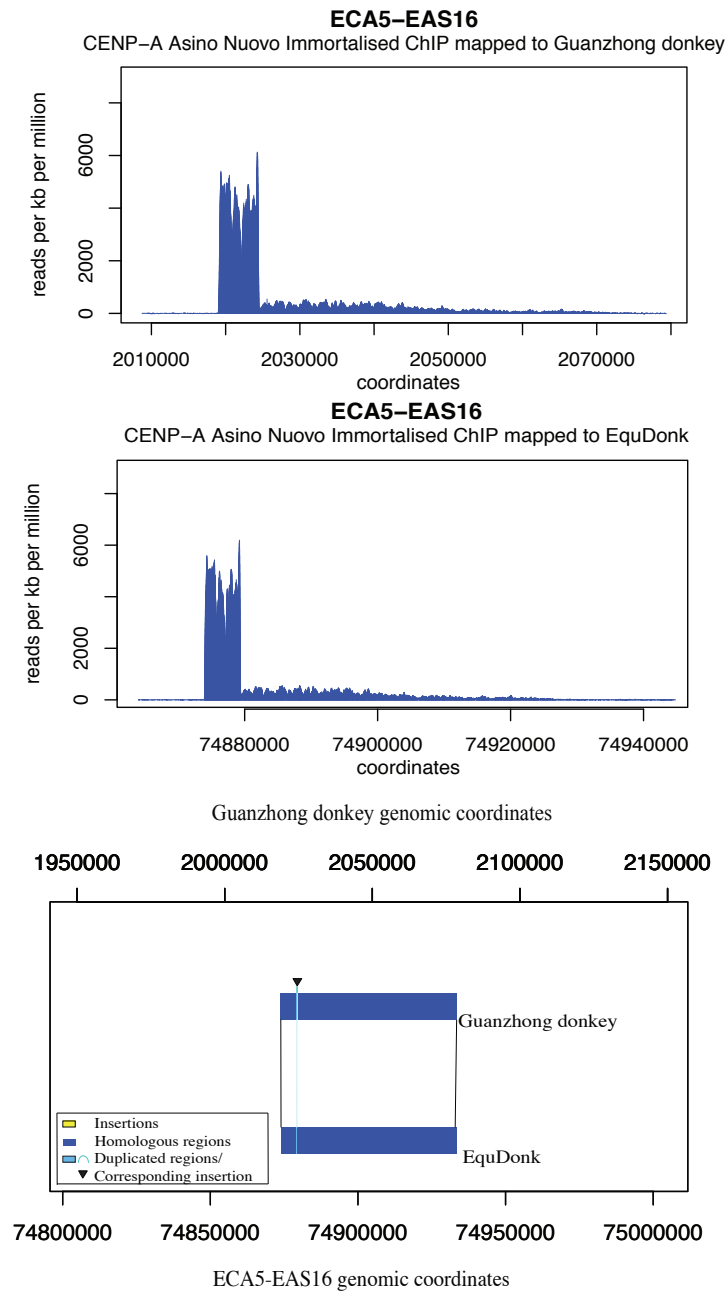 ECA5−EAS16
CENP−A Asino Nuovo Immortalised ChIP mapped to Guanzhong donkey
reads per kb per million
6000
2000
0
2010000 2030000 2050000 2070000
coordinates
ECA5−EAS16
CENP−A Asino Nuovo Immortalised ChIP mapped to EquDonk
reads per kb per million
6000
2000
0
74880000 74900000 74920000 74940000
coordinates
Guanzhong donkey genomic coordinates
1950000 2000000 2050000 2100000 2150000
Guanzhong donkey
Insertions
Homologous regions
Duplicated regions/
Corresponding insertion
EquDonk
74800000 74850000 74900000 74950000 75000000
ECA5-EAS16 genomic coordinates